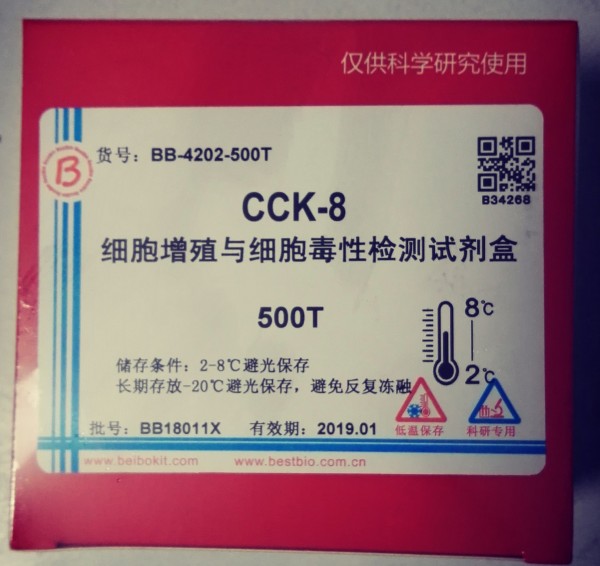 仅供科学研究使用
货号：BB-4202-500T
B34268
B
CCK-8
细胞增殖与细胞毒性检测试剂盒
500T
8℃
2℃
储存条件：2-8℃避光保存
长期存放-20℃避光保存，避免反复冻融
低温保存
科研专用
批号：BB18011X 有效期：2019.01
www.beibokit.com www.bestbio.com.cn